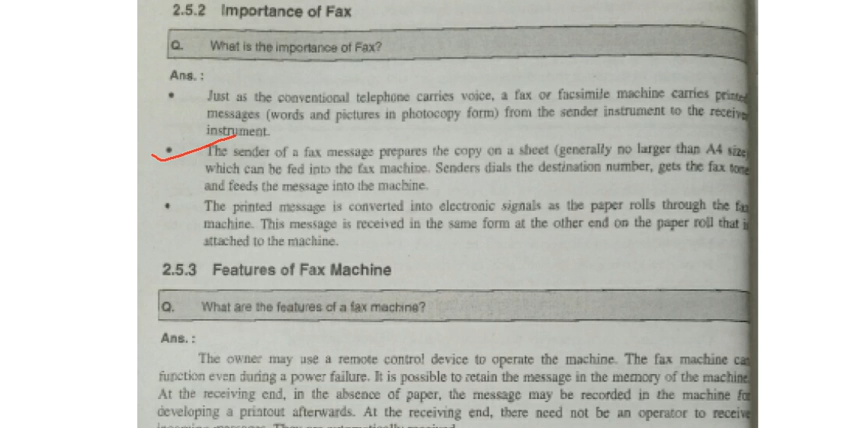 2.5.2 Importance of Fax
Q. What is the importance of Fax?
Ans. :
• Just as the conventional telephone carries voice, a fax or facsimile machine carries printed
messages (words and pictures in photocopy form) from the sender instrument to the receiver
instrument.
• The sender of a fax message prepares the copy on a sheet (generally no larger than A4 size)
which can be fed into the fax machine. Senders dials the destination number, gets the fax tone
and feeds the message into the machine.
• The printed message is converted into electronic signals as the paper rolls through the fax
machine. This message is received in the same form at the other end on the paper roll that is
attached to the machine.
2.5.3 Features of Fax Machine
Q. What are the features of a fax machine?
Ans. :
The owner may use a remote control device to operate the machine. The fax machine can
function even during a power failure. It is possible to retain the message in the memory of the machine.
At the receiving end, in the absence of paper, the message may be recorded in the machine for
developing a printout afterwards. At the receiving end, there need not be an operator to receive